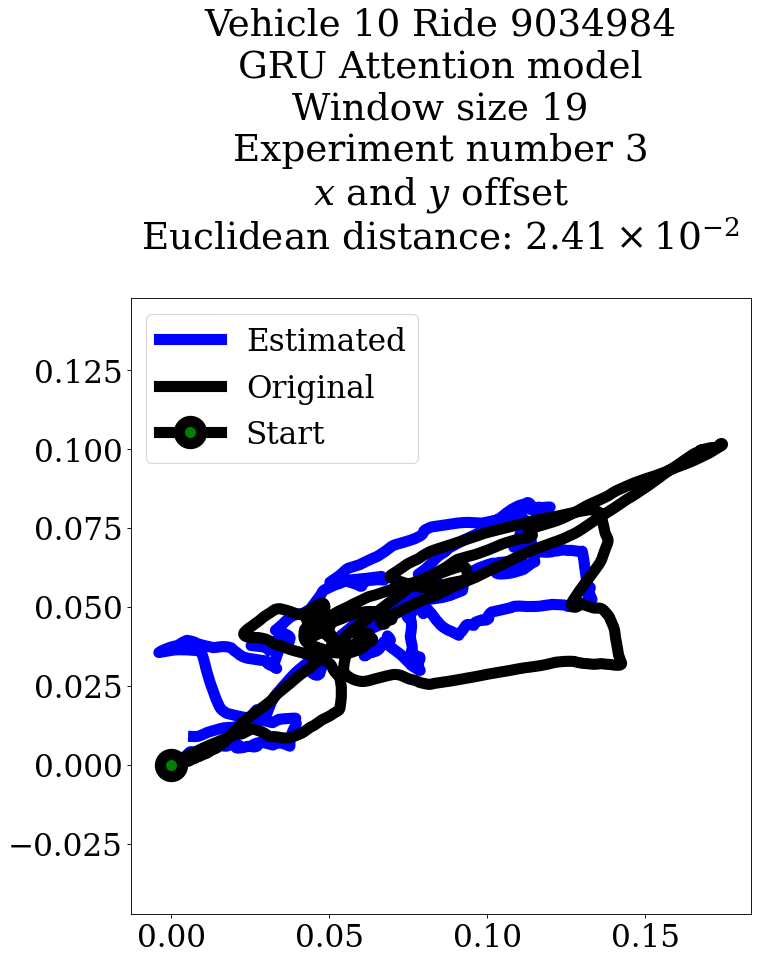 Vehicle 10 Ride 9034984
GRU Attention model
Window size 19
Experiment number 3
x and y offset
Euclidean distance: 2.41 × 10⁻²
Estimated
Original
Start
0.125
0.100
0.075
0.050
0.025
0.000
−0.025
0.00 0.05 0.10 0.15